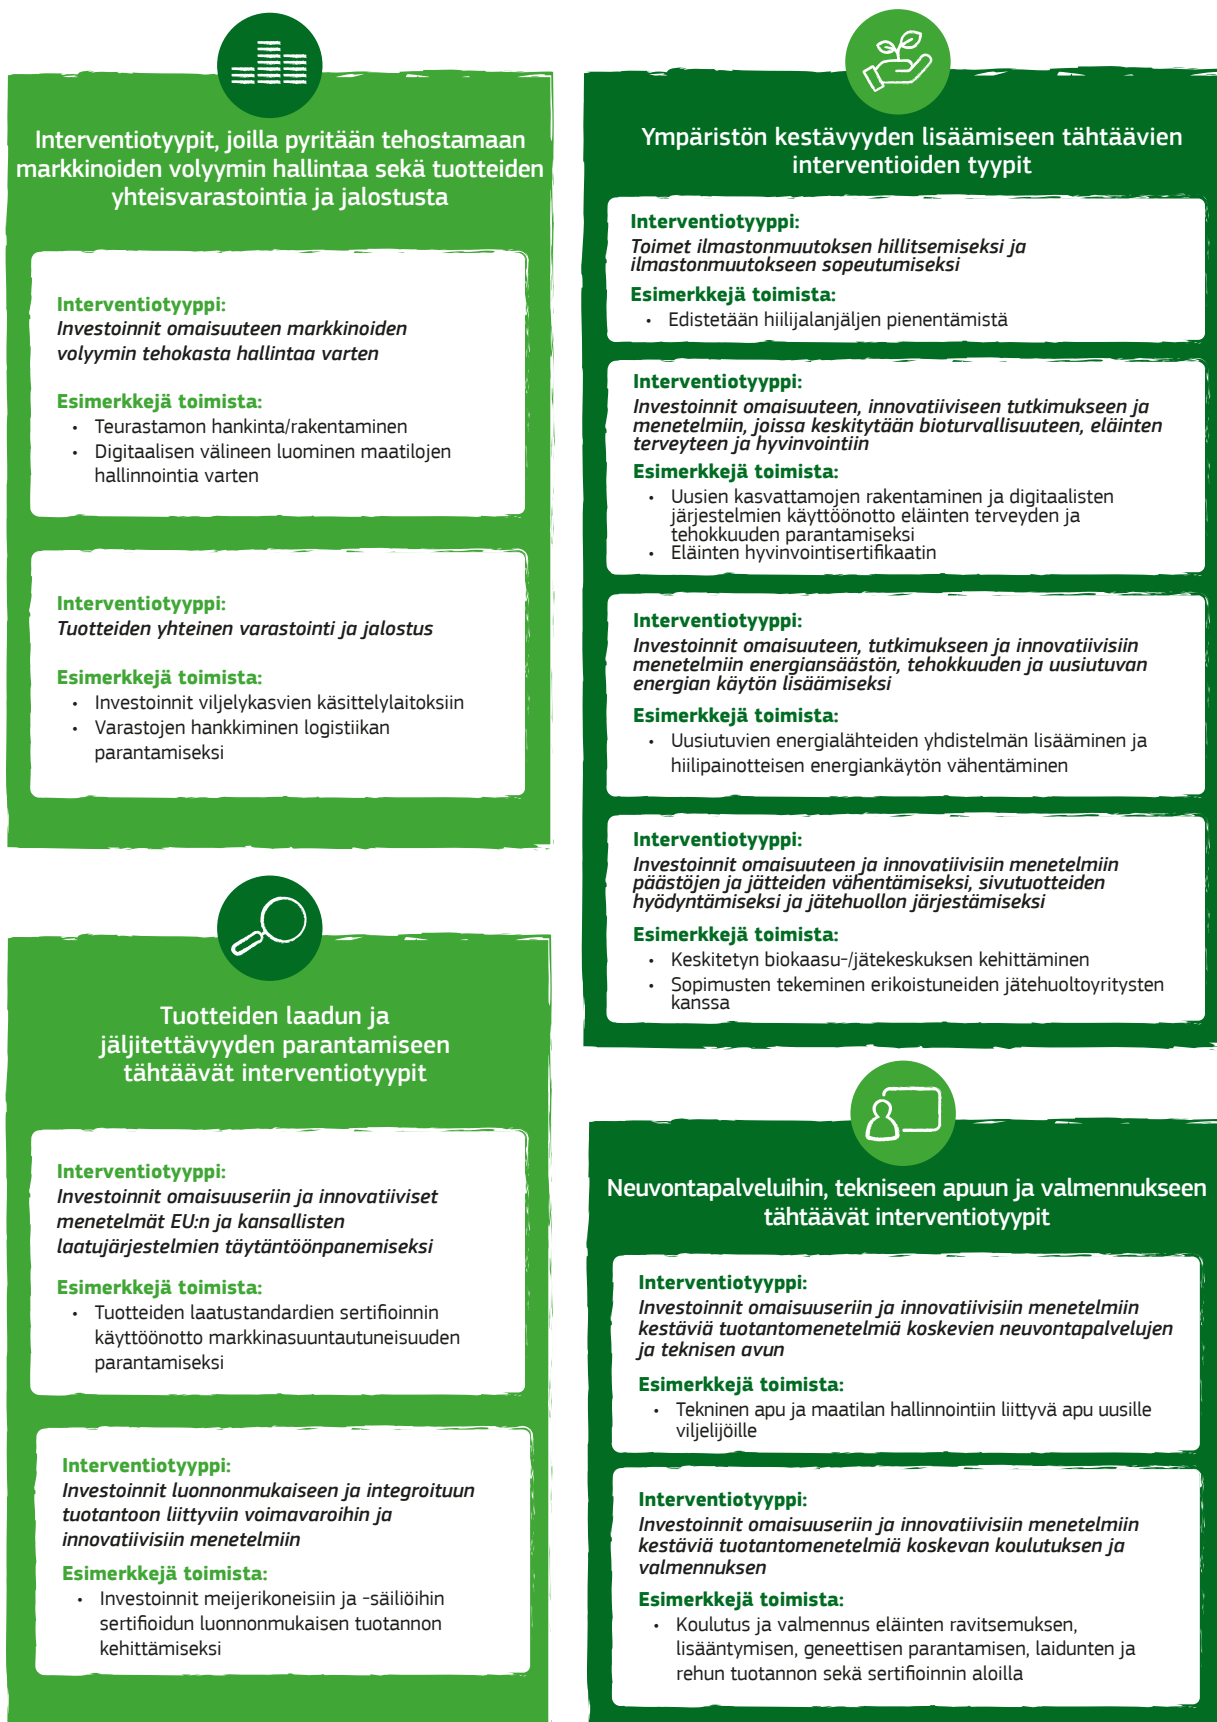 Interventiotyypit, joilla pyritään tehostamaan
markkinoiden volyymin hallintaa sekä tuotteiden
yhteisvarastointia ja jalostusta
Interventiotyyppi:
Investoinnit omaisuuteen markkinoiden
volyymin tehokasta hallintaa varten
Esimerkkejä toimista:
• Teurastamon hankinta/rakentaminen
• Digitaalisen välineen luominen maatilojen
hallinnointia varten
Interventiotyyppi:
Tuotteiden yhteinen varastointi ja jalostus
Esimerkkejä toimista:
• Investoinnit viljelykasvien käsittelylaitoksiin
• Varastojen hankkiminen logistiikan
parantamiseksi
Tuotteiden laadun ja
jäljitettävyyden parantamiseen
tähtäävät interventiotyypit
Interventiotyyppi:
Investoinnit omaisuuseriin ja innovatiiviset
menetelmät EU:n ja kansallisten
laatujärjestelmien täytäntöönpanemiseksi
Esimerkkejä toimista:
• Tuotteiden laatustandardien sertifioinnin
käyttöönotto markkinasuuntautuneisuuden
parantamiseksi
Interventiotyyppi:
Investoinnit luonnonmukaiseen ja integroituun
tuotantoon liittyviin voimavaroihin ja
innovatiivisiin menetelmiin
Esimerkkejä toimista:
• Investoinnit meijerikoneisiin ja -säiliöihin
sertifioidun luonnonmukaisen tuotannon
kehittämiseksi
Ympäristön kestävyyden lisäämiseen tähtäävien
interventioiden tyypit
Interventiotyyppi:
Toimet ilmastonmuutoksen hillitsemiseksi ja
ilmastonmuutokseen sopeutumiseksi
Esimerkkejä toimista:
• Edistetään hiilijalanjäljen pienentämistä
Interventiotyyppi:
Investoinnit omaisuuteen, innovatiiviseen tutkimukseen ja
menetelmiin, joissa keskitytään bioturvallisuuteen, eläinten
terveyteen ja hyvinvointiin
Esimerkkejä toimista:
• Uusien kasvattamojen rakentaminen ja digitaalisten
järjestelmien käyttöönotto eläinten terveyden ja
tehokkuuden parantamiseksi
• Eläinten hyvinvointisertifikaatin
Interventiotyyppi:
Investoinnit omaisuuteen, tutkimukseen ja innovatiivisiin
menetelmiin energiansäästön, tehokkuuden ja uusiutuvan
energian käytön lisäämiseksi
Esimerkkejä toimista:
• Uusiutuvien energialähteiden yhdistelmän lisääminen ja
hiilipainotteisen energiankäytön vähentäminen
Interventiotyyppi:
Investoinnit omaisuuteen ja innovatiivisiin menetelmiin
päästöjen ja jätteiden vähentämiseksi, sivutuotteiden
hyödyntämiseksi ja jätehuollon järjestämiseksi
Esimerkkejä toimista:
• Keskitetyn biokaasu-/jätekeskuksen kehittäminen
• Sopimusten tekeminen erikoistuneiden jätehuoltoyritysten
kanssa
Neuvontapalveluihin, tekniseen apuun ja valmennukseen
tähtäävät interventiotyypit
Interventiotyyppi:
Investoinnit omaisuuseriin ja innovatiivisiin menetelmiin
kestäviä tuotantomenetelmiä koskevien neuvontapalvelujen
ja teknisen avun
Esimerkkejä toimista:
• Tekninen apu ja maatilan hallinnointiin liittyvä apu uusille
viljelijöille
Interventiotyyppi:
Investoinnit omaisuuseriin ja innovatiivisiin menetelmiin
kestäviä tuotantomenetelmiä koskevan koulutuksen ja
valmennuksen
Esimerkkejä toimista:
• Koulutus ja valmennus eläinten ravitsemuksen,
lisääntymisen, geneettisen parantamisen, laidunten ja
rehun tuotannon sekä sertifioinnin aloilla